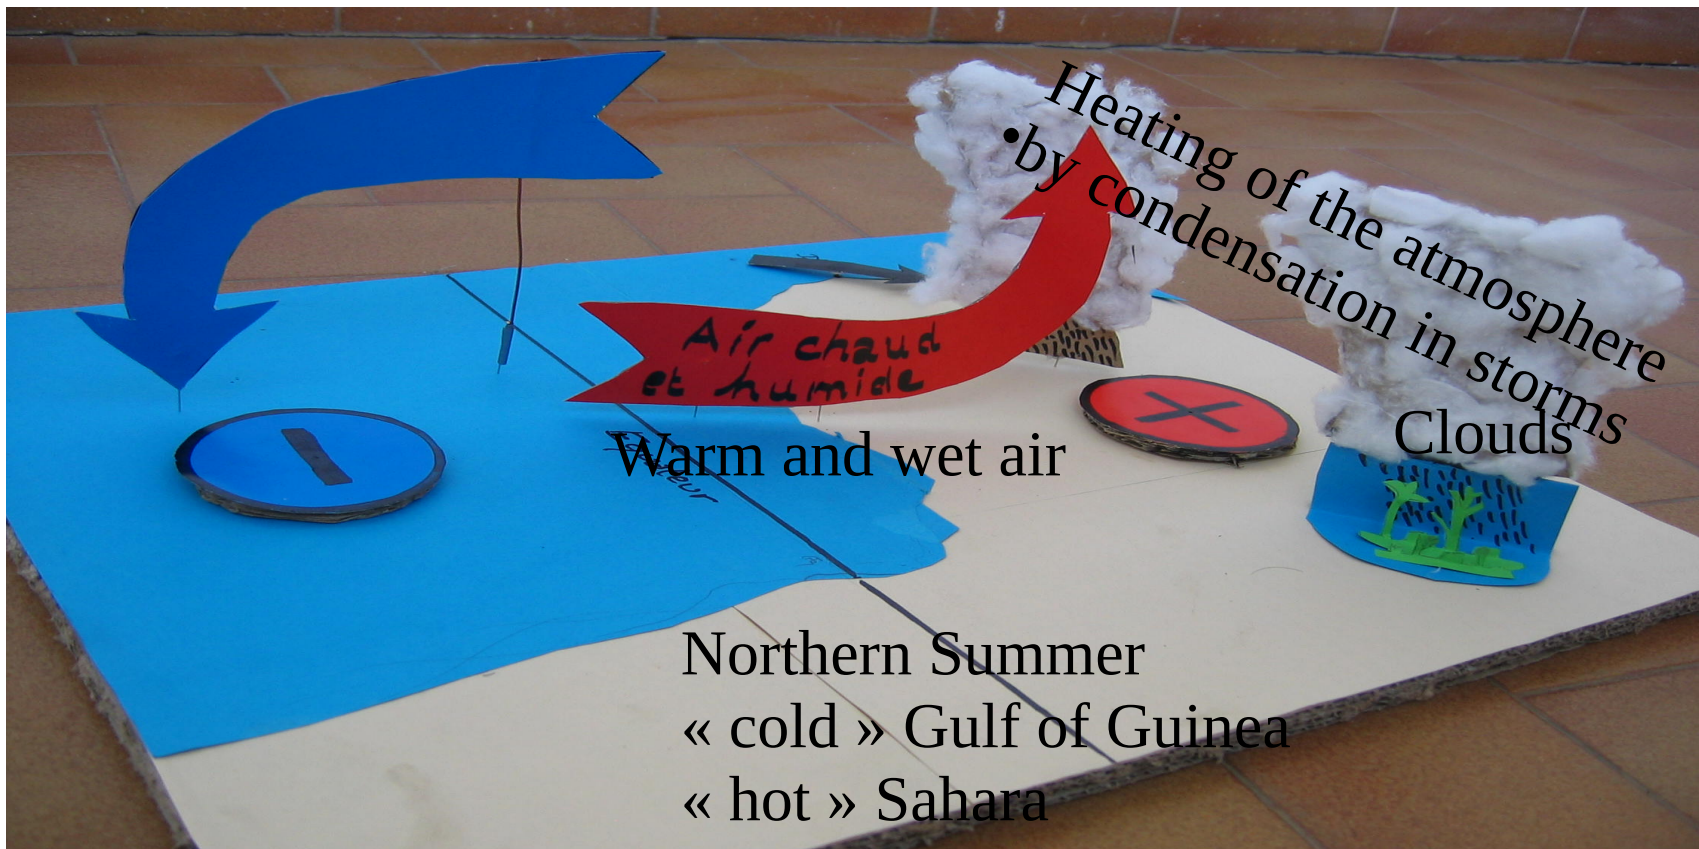 Heating of the atmosphere
•by condensation in storms
Air chaud
et humide
Clouds
Warm and wet air
Equateur
Northern Summer
« cold » Gulf of Guinea
« hot » Sahara